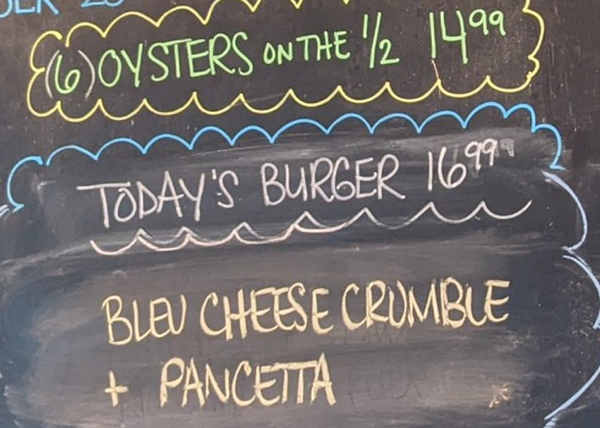 (6) OYSTERS ON THE 1/2 14.99
TODAY'S BURGER 16.99
BLEU CHEESE CRUMBLE
+ PANCETTA